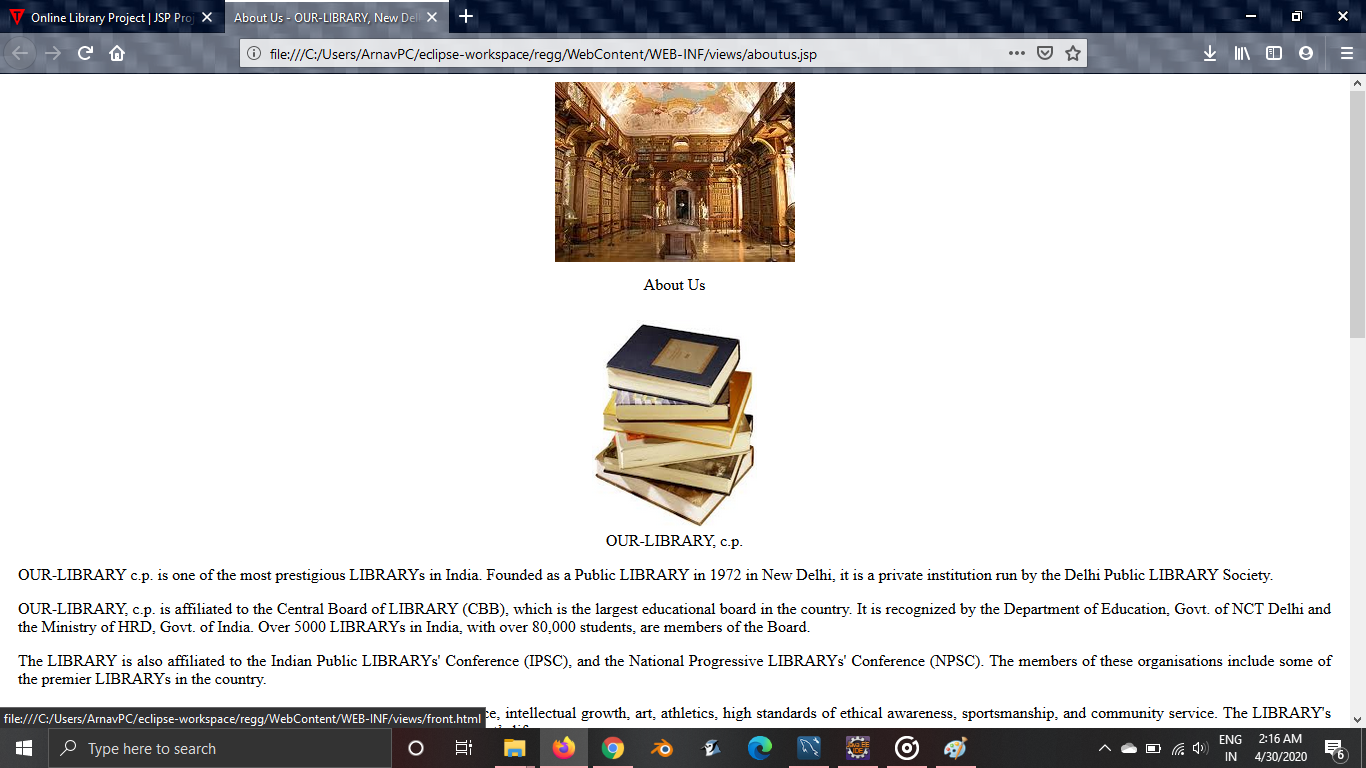 Online Library Project | JSP Pro
About Us - OUR-LIBRARY, New Del
file:///C:/Users/ArnavPC/eclipse-workspace/regg/WebContent/WEB-INF/views/aboutus.jsp
About Us
OUR-LIBRARY, c.p.
OUR-LIBRARY c.p. is one of the most prestigious LIBRARYs in India. Founded as a Public LIBRARY in 1972 in New Delhi, it is a private institution run by the Delhi Public LIBRARY Society.
OUR-LIBRARY, c.p. is affiliated to the Central Board of LIBRARY (CBB), which is the largest educational board in the country. It is recognized by the Department of Education, Govt. of NCT Delhi and
the Ministry of HRD, Govt. of India. Over 5000 LIBRARYs in India, with over 80,000 students, are members of the Board.
The LIBRARY is also affiliated to the Indian Public LIBRARYs' Conference (IPSC), and the National Progressive LIBRARYs' Conference (NPSC). The members of these organisations include some of
the premier LIBRARYs in the country.
ce, intellectual growth, art, athletics, high standards of ethical awareness, sportsmanship, and community service. The LIBRARY's
file:///C:/Users/ArnavPC/eclipse-workspace/regg/WebContent/WEB-INF/views/front.html
Type here to search
ENG
IN
2:16 AM
4/30/2020
6